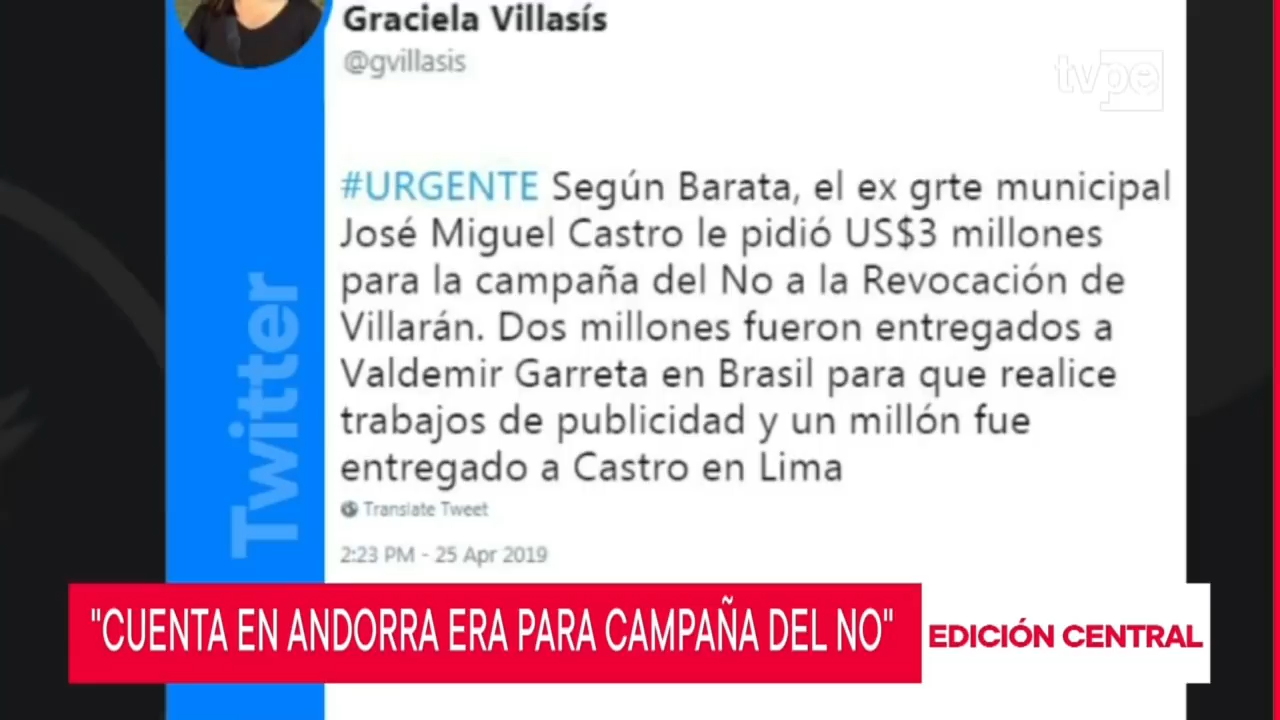 Graciela Villasís
@gvillasis
tvpe
#URGENTE Según Barata, el ex grte municipal
José Miguel Castro le pidió US$3 millones
para la campaña del No a la Revocación de
Villarán. Dos millones fueron entregados a
Valdemir Garreta en Brasil para que realice
trabajos de publicidad y un millón fue
entregado a Castro en Lima
Translate Tweet
2:23 PM - 25 Apr 2019
Twitter
"CUENTA EN ANDORRA ERA PARA CAMPAÑA DEL NO"
EDICIÓN CENTRAL